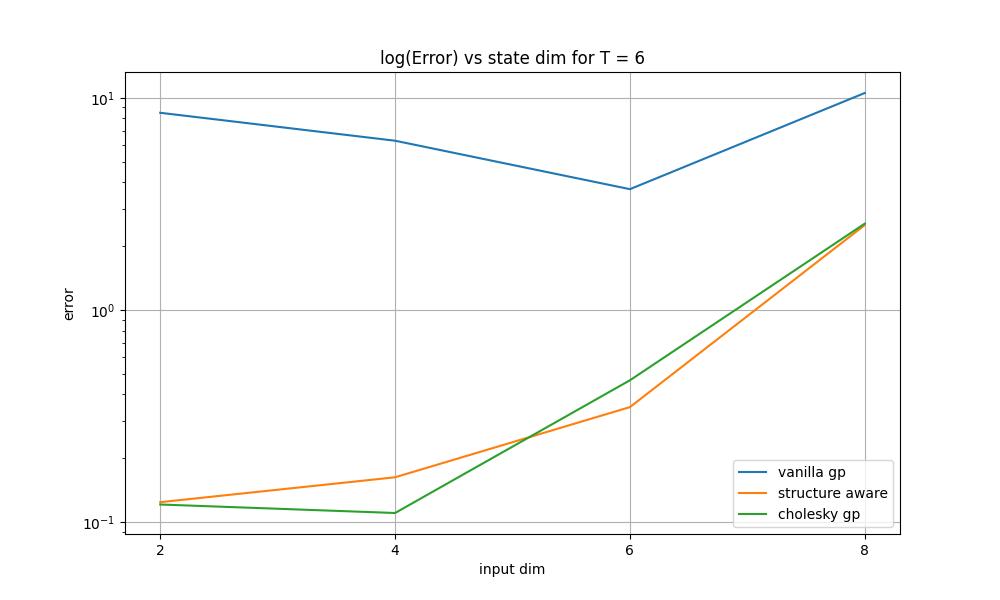 log(Error) vs state dim for T = 6
10¹
10⁰
10⁻¹
error
2 4 6 8
input dim
vanilla gp
structure aware
cholesky gp